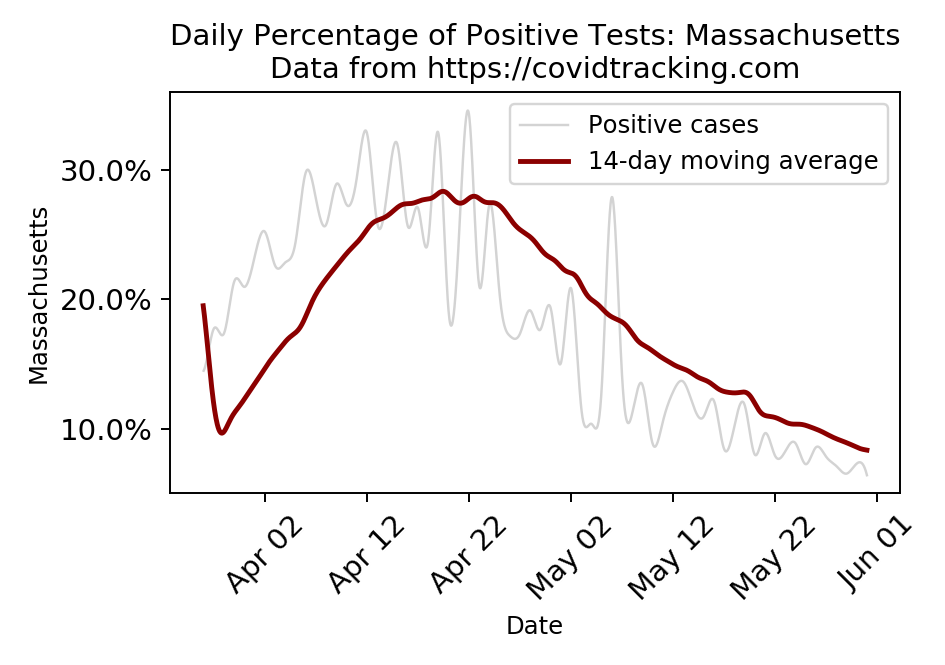 Daily Percentage of Positive Tests: Massachusetts
Data from https://covidtracking.com
Positive cases
14-day moving average
30.0%
20.0%
10.0%
Massachusetts
Apr 02
Apr 12
Apr 22
May 02
May 12
May 22
Jun 01
Date